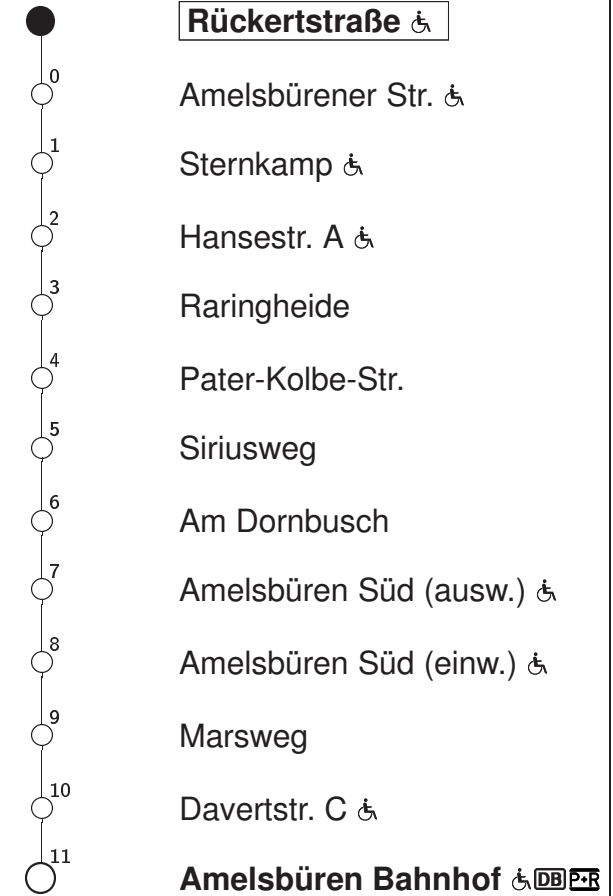 Rückertstraße
0
Amelsbürener Str.
1
Sternkamp
2
Hansestr. A
3
Raringheide
4
Pater-Kolbe-Str.
5
Siriusweg
6
Am Dornbusch
7
Amelsbüren Süd (ausw.)
8
Amelsbüren Süd (einw.)
9
Marsweg
10
Davertstr. C
11
Amelsbüren Bahnhof DB P+R